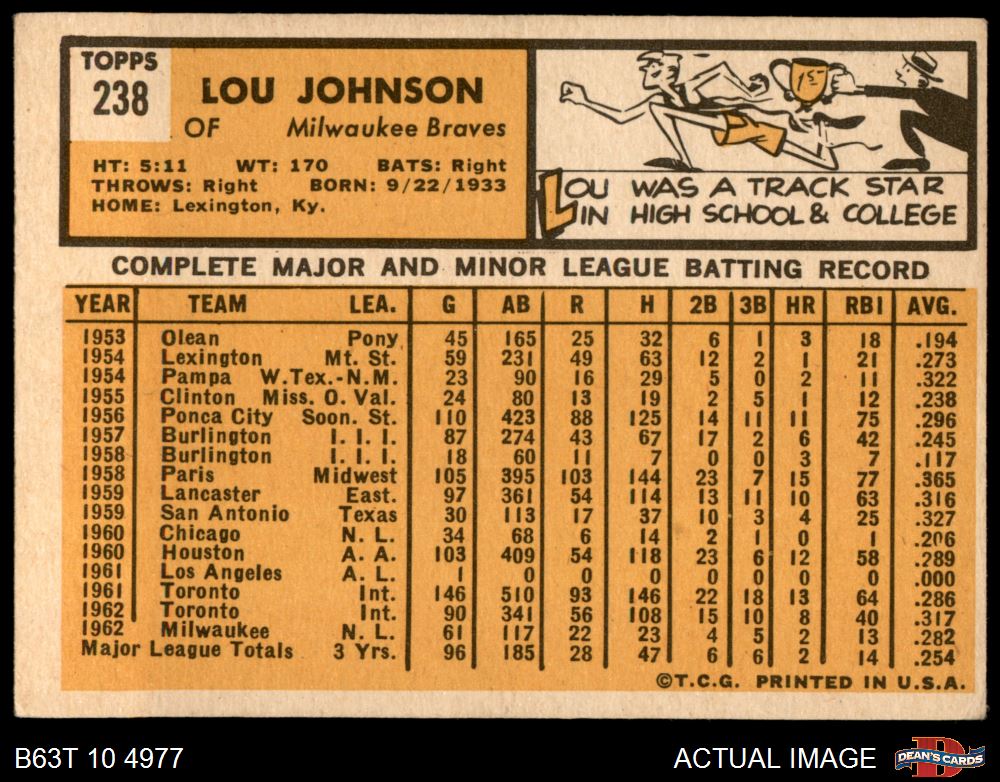 TOPPS
238
LOU JOHNSON
OF Milwaukee Braves
HT: 5:11 WT: 170 BATS: Right
THROWS: Right BORN: 9/22/1933
HOME: Lexington, Ky.
1ST
LOU WAS A TRACK STAR
IN HIGH SCHOOL & COLLEGE
COMPLETE MAJOR AND MINOR LEAGUE BATTING RECORD
YEAR TEAM LEA. G AB R H 2B 3B HR RBI AVG.
1953 Olean Pony 45 165 25 32 6 1 3 18 .194
1954 Lexington Mt. St. 59 231 49 63 12 2 1 21 .273
1954 Pampa W.Tex.-N.M. 23 90 16 29 5 0 2 11 .322
1955 Clinton Miss. O. Val. 24 80 13 19 2 5 1 12 .238
1956 Ponca City Soon. St. 110 423 88 125 14 11 11 75 .296
1957 Burlington I. I. I. 87 274 43 67 17 2 6 42 .245
1958 Burlington I. I. I. 18 60 11 7 0 0 3 7 .117
1958 Paris Midwest 105 395 103 144 23 7 15 77 .365
1959 Lancaster East. 97 361 54 114 13 11 10 63 .316
1959 San Antonio Texas 30 113 17 37 10 3 4 25 .327
1960 Chicago N. L. 34 68 6 14 2 1 0 1 .206
1960 Houston A. A. 103 409 54 118 23 6 12 58 .289
1961 Los Angeles A. L. 1 0 0 0 0 0 0 0 .000
1961 Toronto Int. 146 510 93 146 22 18 13 64 .286
1962 Toronto Int. 90 341 56 108 15 10 8 40 .317
1962 Milwaukee N. L. 61 117 22 23 4 5 2 13 .282
Major League Totals 3 Yrs. 96 185 28 47 6 6 2 14 .254
©T.C.G. PRINTED IN U.S.A.
B63T 10 4977
ACTUAL IMAGE
D
DEAN'S CARDS